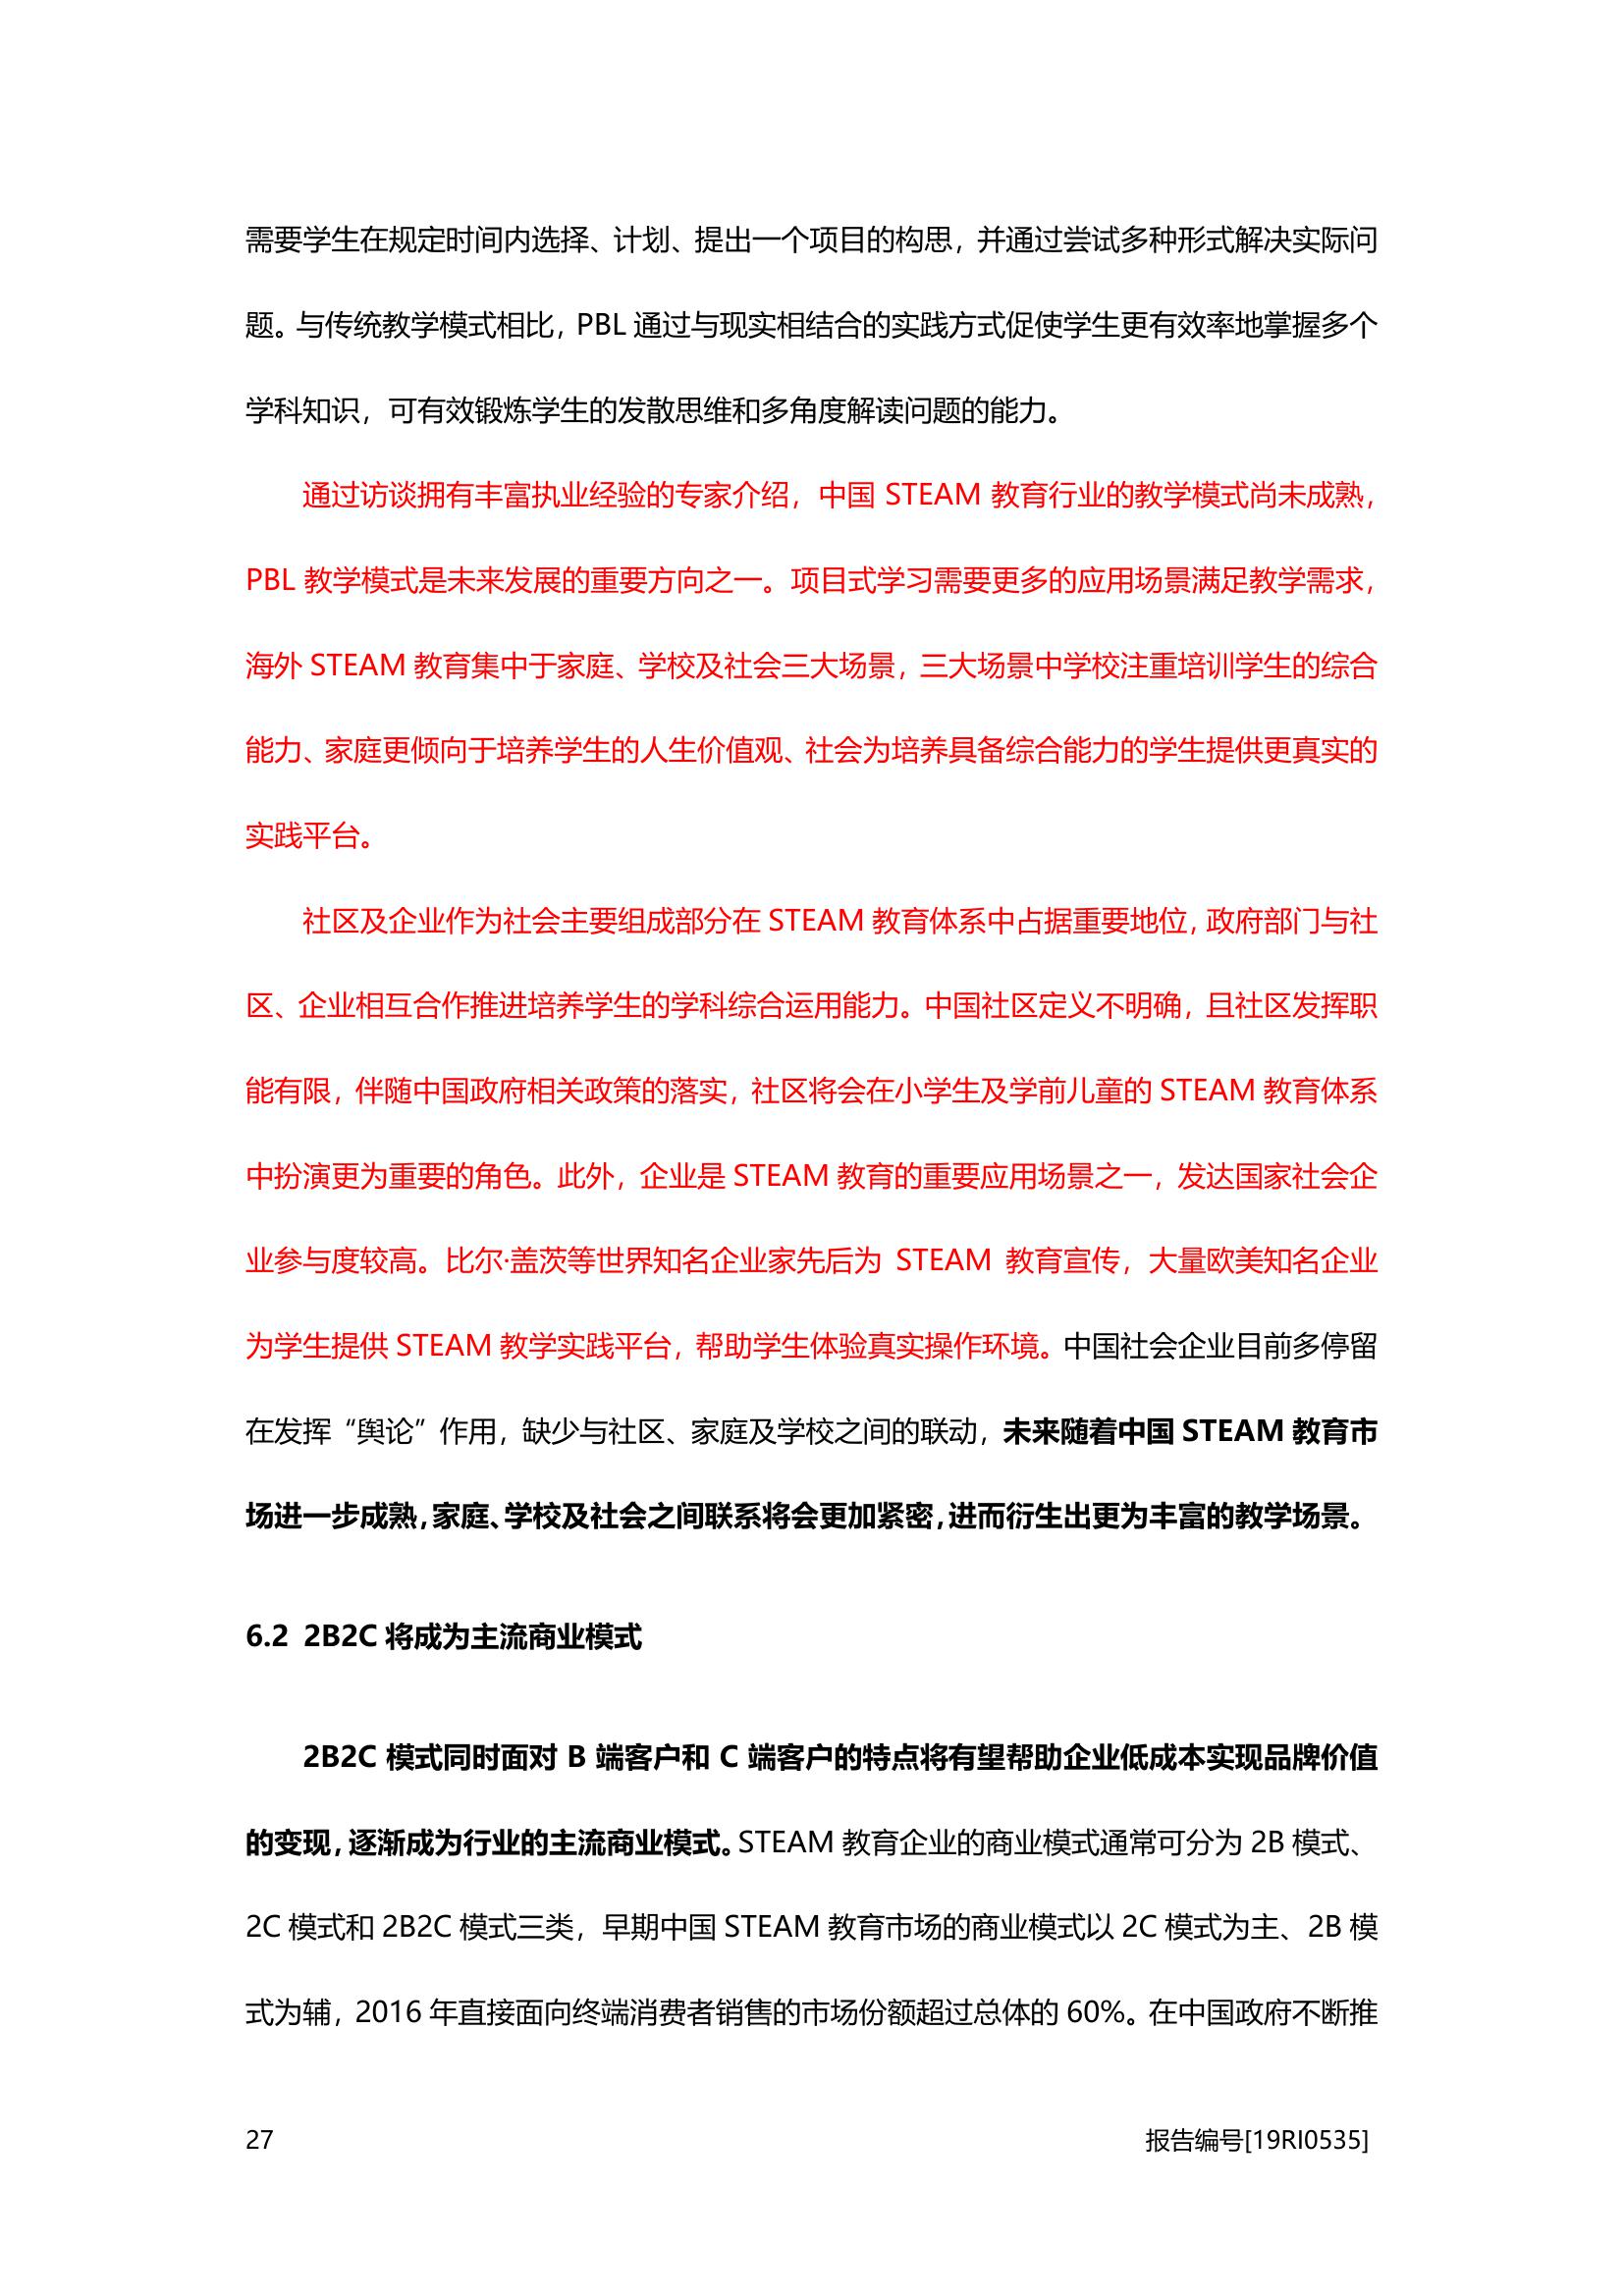 需要学生在规定时间内选择、计划、提出一个项目的构思，并通过尝试多种形式解决实际问
题。与传统教学模式相比，PBL 通过与现实相结合的实践方式促使学生更有效率地掌握多个
学科知识，可有效锻炼学生的发散思维和多角度解读问题的能力。
通过访谈拥有丰富执业经验的专家介绍，中国 STEAM 教育行业的教学模式尚未成熟，
PBL 教学模式是未来发展的重要方向之一。项目式学习需要更多的应用场景满足教学需求，
海外 STEAM 教育集中于家庭、学校及社会三大场景，三大场景中学校注重培训学生的综合
能力、家庭更倾向于培养学生的人生价值观、社会为培养具备综合能力的学生提供更真实的
实践平台。
社区及企业作为社会主要组成部分在 STEAM 教育体系中占据重要地位，政府部门与社
区、企业相互合作推进培养学生的学科综合运用能力。中国社区定义不明确，且社区发挥职
能有限，伴随中国政府相关政策的落实，社区将会在小学生及学前儿童的 STEAM 教育体系
中扮演更为重要的角色。此外，企业是 STEAM 教育的重要应用场景之一，发达国家社会企
业参与度较高。比尔·盖茨等世界知名企业家先后为 STEAM 教育宣传，大量欧美知名企业
为学生提供 STEAM 教学实践平台，帮助学生体验真实操作环境。中国社会企业目前多停留
在发挥“舆论”作用，缺少与社区、家庭及学校之间的联动，未来随着中国 STEAM 教育市
场进一步成熟，家庭、学校及社会之间联系将会更加紧密，进而衍生出更为丰富的教学场景。
6.2 2B2C 将成为主流商业模式
2B2C 模式同时面对 B 端客户和 C 端客户的特点将有望帮助企业低成本实现品牌价值
的变现，逐渐成为行业的主流商业模式。STEAM 教育企业的商业模式通常可分为 2B 模式、
2C 模式和 2B2C 模式三类，早期中国 STEAM 教育市场的商业模式以 2C 模式为主、2B 模
式为辅，2016 年直接面向终端消费者销售的市场份额超过总体的 60%。在中国政府不断推
27 报告编号[19RI0535]